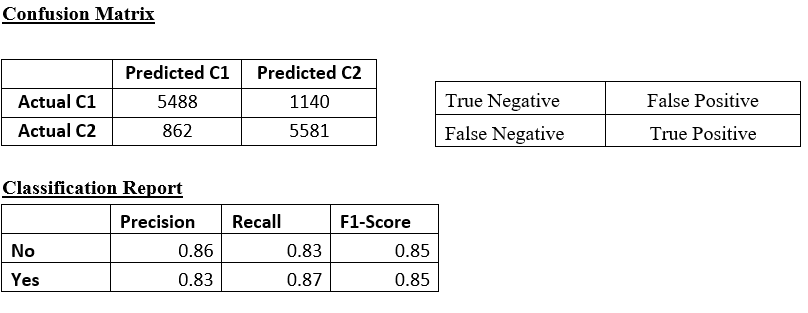 Confusion Matrix
Predicted C1 Predicted C2
Actual C1 5488 1140
Actual C2 862 5581
True Negative False Positive
False Negative True Positive
Classification Report
Precision Recall F1-Score
No 0.86 0.83 0.85
Yes 0.83 0.87 0.85